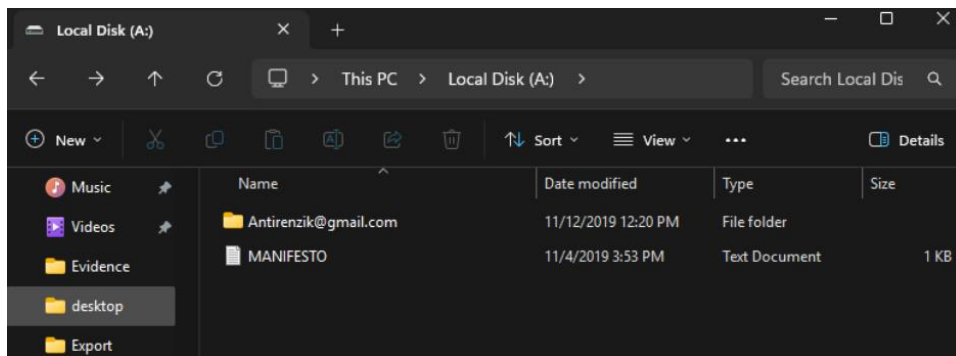 Local Disk (A:)
This PC > Local Disk (A:) > Search Local Dis
New Sort View ... Details
Name Date modified Type Size
Music
Videos
Evidence
desktop
Export
Antirenzik@gmail.com 11/12/2019 12:20 PM File folder
MANIFESTO 11/4/2019 3:53 PM Text Document 1 KB